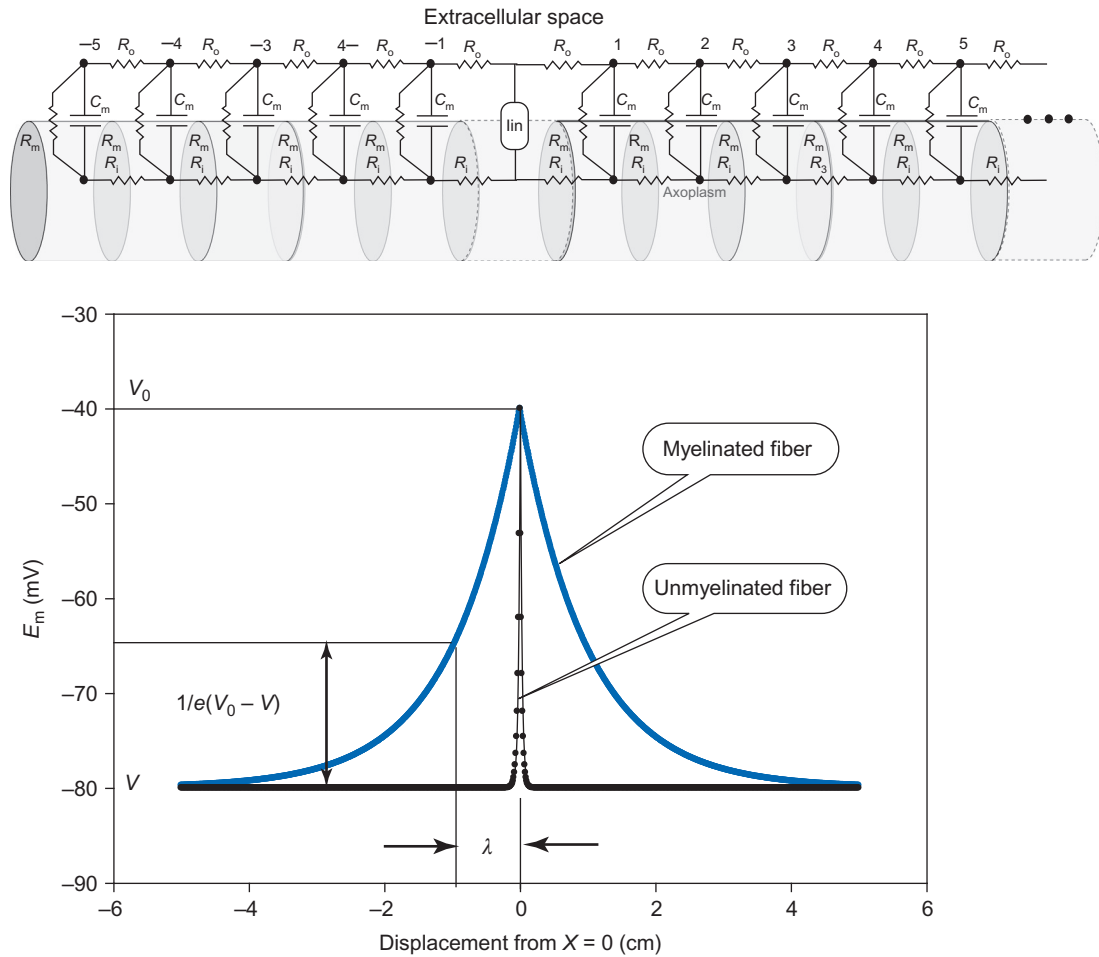 Extracellular space
–5 Ro –4 Ro –3 Ro 4– Ro –1 Ro Ro 1 Ro 2 Ro 3 Ro 4 Ro 5 Ro
Cm Cm Cm Cm Cm Iin Cm Cm Cm Cm Cm
Rm Rm Rm Rm Rm Rm Rm Rm Rm Rm
Ri Ri Ri Ri Ri Ri Ri Ri R3 Ri Ri
Axoplasm
–30
V0
–40
Myelinated fiber
–50
Unmyelinated fiber
–60
Em (mV)
1/e(V0 – V)
–70
V
–80
λ
–90
–6 –4 –2 0 2 4 6
Displacement from X = 0 (cm)